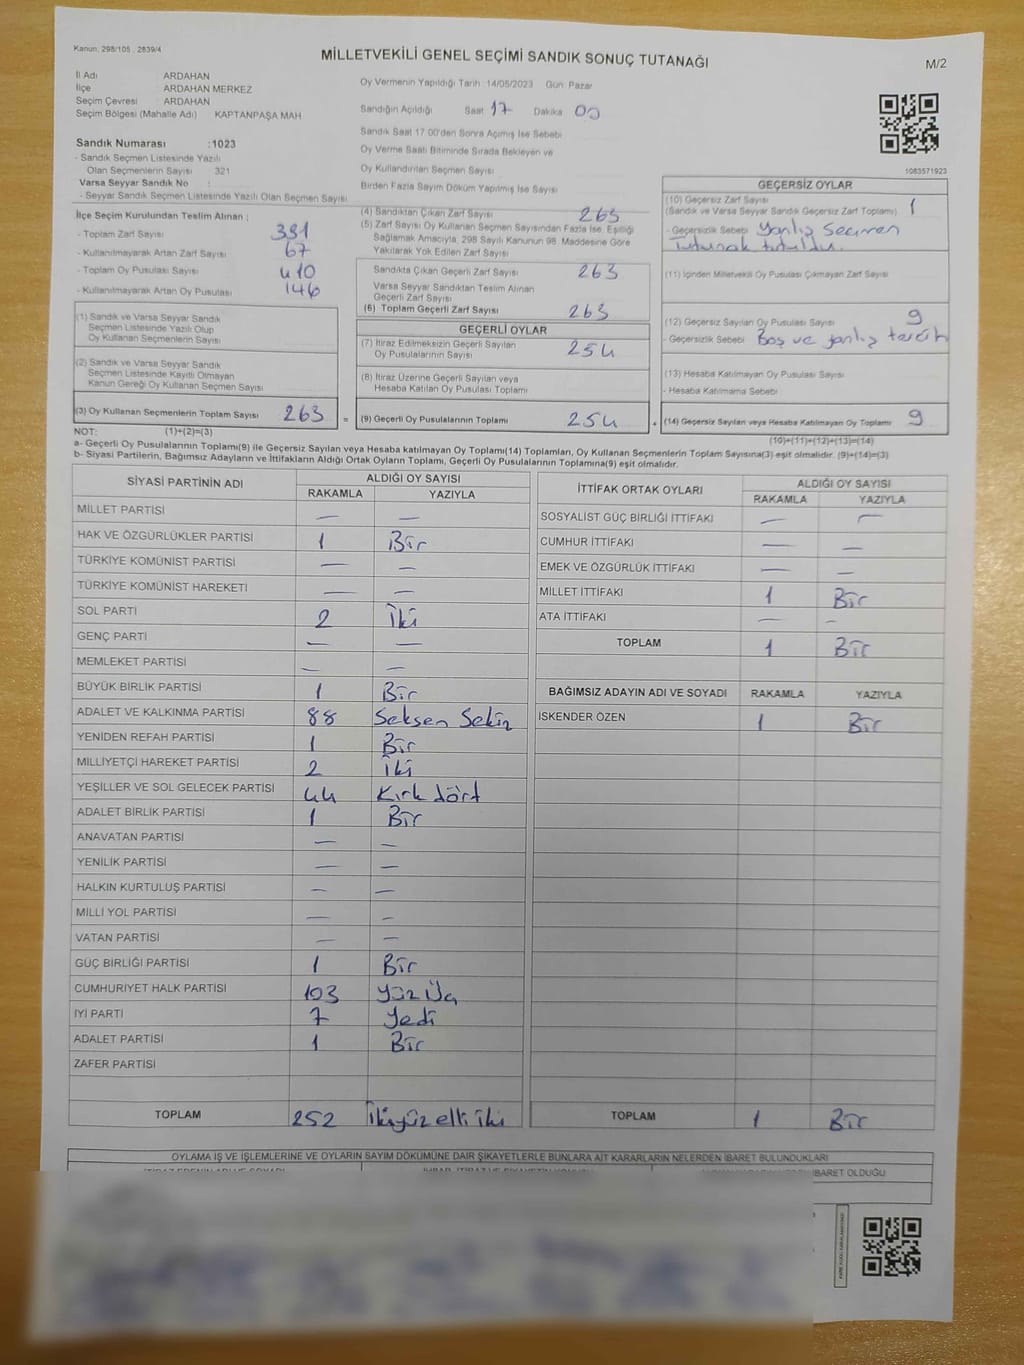 Kanun; 298/105 , 2839/4
MİLLETVEKİLİ GENEL SEÇİMİ SANDIK SONUÇ TUTANAĞI
M/2
İl Adı ARDAHAN
İlçe ARDAHAN MERKEZ
Seçim Çevresi ARDAHAN
Seçim Bölgesi (Mahalle Adı) KAPTANPAŞA MAH
Sandık Numarası :1023
- Sandık Seçmen Listesinde Yazılı
Olan Seçmenlerin Sayısı 321
Varsa Seyyar Sandık No :
- Seyyar Sandık Seçmen Listesinde Yazılı Olan Seçmen Sayısı
Oy Vermenin Yapıldığı Tarih :14/05/2023 Gün: Pazar
Sandığın Açıldığı Saat 17 Dakika 00
Sandık Saat 17.00'den Sonra Açımış İse Sebebi
Oy Verme Saati Bitiminde Sırada Bekleyen ve
Oy Kullandırılan Seçmen Sayısı
Birden Fazla Sayım Döküm Yapılmış İse Sayısı
1083571923
İlçe Seçim Kurulundan Teslim Alınan ;
- Toplam Zarf Sayısı 331
- Kullanılmayarak Artan Zarf Sayısı 67
- Toplam Oy Pusulası Sayısı 410
- Kullanılmayarak Artan Oy Pusulası 146
(1) Sandık ve Varsa Seyyar Sandık
Seçmen Listesinde Yazılı Olup
Oy Kullanan Seçmenlerin Sayısı
(2) Sandık ve Varsa Seyyar Sandık
Seçmen Listesinde Kayıtlı Olmayan
Kanun Gereği Oy Kullanan Seçmen Sayısı
(3) Oy Kullanan Seçmenlerin Toplam Sayısı 263 =
(4) Sandıktan Çıkan Zarf Sayısı 263
(5) Zarf Sayısı Oy Kullanan Seçmen Sayısından Fazla İse, Eşitliği
Sağlamak Amacıyla, 298 Sayılı Kanunun 98. Maddesine Göre
Yakılarak Yok Edilen Zarf Sayısı
Sandıkta Çıkan Geçerli Zarf Sayısı 263
Varsa Seyyar Sandıktan Teslim Alınan
Geçerli Zarf Sayısı
(6) Toplam Geçerli Zarf Sayısı 263
GEÇERLİ OYLAR
(7) İtiraz Edilmeksizin Geçerli Sayılan
Oy Pusulalarının Sayısı 254
(8) İtiraz Üzerine Geçerli Sayılan veya
Hesaba Katılan Oy Pusulası Toplamı
(9) Geçerli Oy Pusulalarının Toplamı 254 +
GEÇERSİZ OYLAR
(10) Geçersiz Zarf Sayısı
(Sandık ve Varsa Seyyar Sandık Geçersiz Zarf Toplamı) 1
- Geçersizlik Sebebi Yanlış Seçmen
Tutanak tutuldu.
(11) İçinden Milletvekili Oy Pusulası Çıkmayan Zarf Sayısı
(12) Geçersiz Sayılan Oy Pusulası Sayısı 9
- Geçersizlik Sebebi Boş ve yanlış tercih
(13) Hesaba Katılmayan Oy Pusulası Sayısı
- Hesaba Katılmama Sebebi
(14) Geçersiz Sayılan veya Hesaba Katılmayan Oy Toplamı 9
NOT: (1)+(2)=(3)
(10)+(11)+(12)+(13)=(14)
a- Geçerli Oy Pusulalarının Toplamı(9) ile Geçersiz Sayılan veya Hesaba katılmayan Oy Toplamı(14) Toplamları, Oy Kullanan Seçmenlerin Toplam Sayısına(3) eşit olmalıdır. (9)+(14)=(3)
b- Siyasi Partilerin, Bağımsız Adayların ve İttifakların Aldığı Ortak Oyların Toplamı, Geçerli Oy Pusulalarının Toplamına(9) eşit olmalıdır.
SİYASİ PARTİNİN ADI
ALDIĞI OY SAYISI
RAKAMLA YAZIYLA
MİLLET PARTİSİ — —
HAK VE ÖZGÜRLÜKLER PARTİSİ 1 Bir
TÜRKİYE KOMÜNİST PARTİSİ — —
TÜRKİYE KOMÜNİST HAREKETİ — —
SOL PARTİ 2 İki
GENÇ PARTİ — —
MEMLEKET PARTİSİ — —
BÜYÜK BİRLİK PARTİSİ 1 Bir
ADALET VE KALKINMA PARTİSİ 88 Seksen Sekiz
YENİDEN REFAH PARTİSİ 1 Bir
MİLLİYETÇİ HAREKET PARTİSİ 2 İki
YEŞİLLER VE SOL GELECEK PARTİSİ 44 Kırk dört
ADALET BİRLİK PARTİSİ 1 Bir
ANAVATAN PARTİSİ — —
YENİLİK PARTİSİ — —
HALKIN KURTULUŞ PARTİSİ — —
MİLLİ YOL PARTİSİ — —
VATAN PARTİSİ — —
GÜÇ BİRLİĞİ PARTİSİ 1 Bir
CUMHURİYET HALK PARTİSİ 103 Yüz Üç
İYİ PARTİ 7 Yedi
ADALET PARTİSİ 1 Bir
ZAFER PARTİSİ
TOPLAM 252 İkiyüz elli iki
İTTİFAK ORTAK OYLARI
ALDIĞI OY SAYISI
RAKAMLA YAZIYLA
SOSYALİST GÜÇ BİRLİĞİ İTTİFAKI — —
CUMHUR İTTİFAKI — —
EMEK VE ÖZGÜRLÜK İTTİFAKI — —
MİLLET İTTİFAKI 1 Bir
ATA İTTİFAKI — —
TOPLAM 1 Bir
BAĞIMSIZ ADAYIN ADI VE SOYADI RAKAMLA YAZIYLA
İSKENDER ÖZEN 1 Bir
TOPLAM 1 Bir
OYLAMA İŞ VE İŞLEMLERİNE VE OYLARIN SAYIM DÖKÜMÜNE DAİR ŞİKAYETLERLE BUNLARA AİT KARARLARIN NELERDEN İBARET BULUNDUKLARI
İBARET OLDUĞU